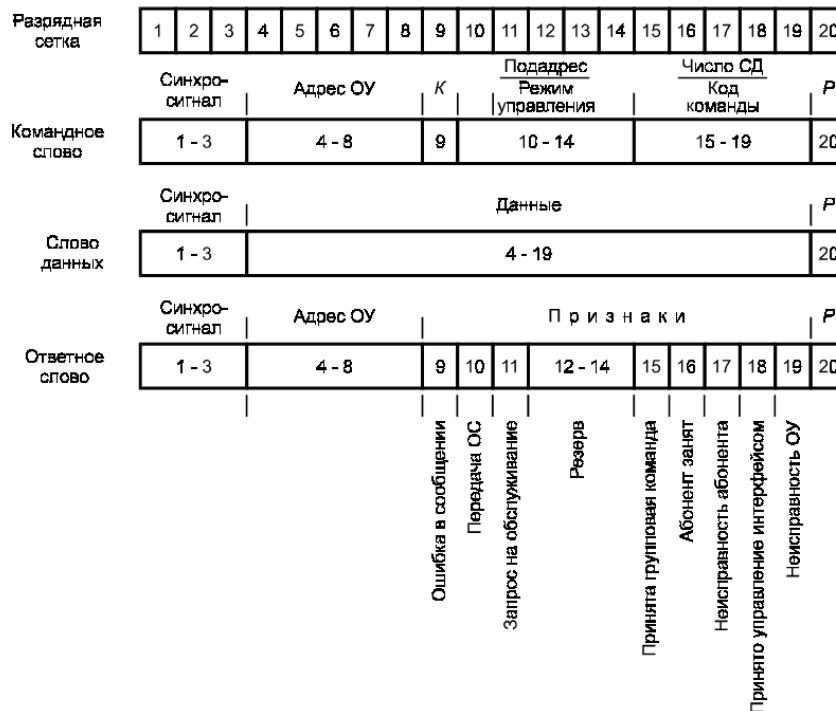 Разрядная сетка
1 2 3 4 5 6 7 8 9 10 11 12 13 14 15 16 17 18 19 20
Синхро-
сигнал
Адрес ОУ
К
Подадрес
Режим
управления
Число СД
Код
команды
P
Командное
слово
1 - 3
4 - 8
9
10 - 14
15 - 19
20
Синхро-
сигнал
Данные
P
Слово
данных
1 - 3
4 - 19
20
Синхро-
сигнал
Адрес ОУ
П р и з н а к и
P
Ответное
слово
1 - 3
4 - 8
9
10
11
12 - 14
15
16
17
18
19
20
Ошибка в сообщении
Передача ОС
Запрос на обслуживание
Резерв
Принята групповая команда
Абонент занят
Неисправность абонента
Принято управление интерфейсом
Неисправность ОУ